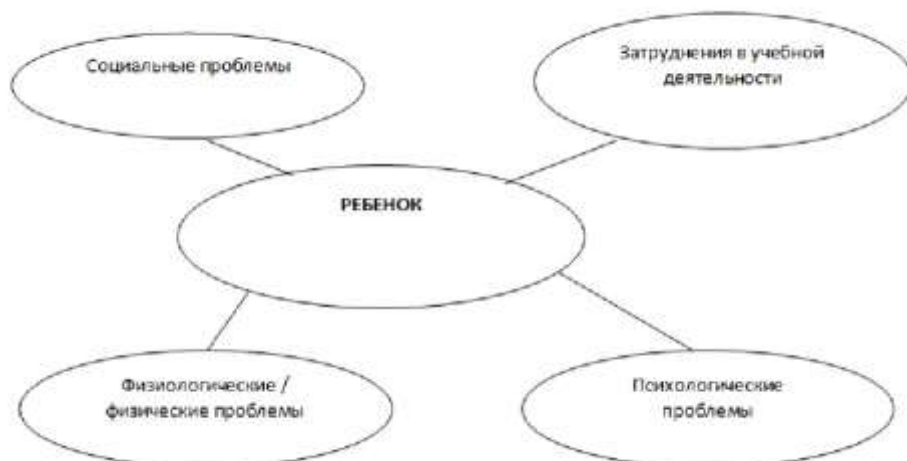 Социальные проблемы
Затруднения в учебной
деятельности
РЕБЕНОК
Физиологические /
физические проблемы
Психологические
проблемы